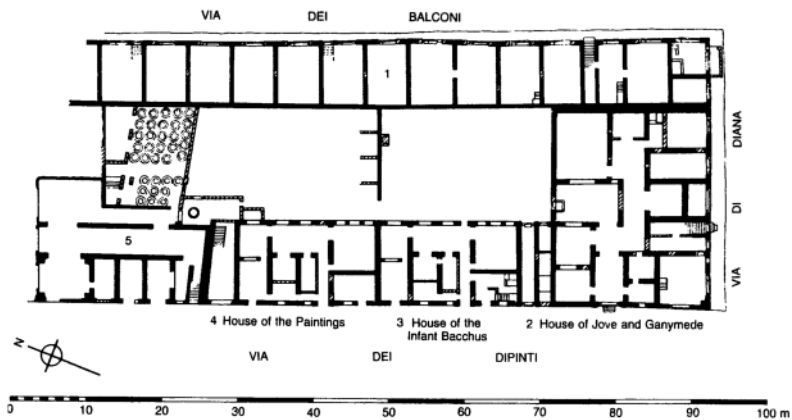 VIA DEI BALCONI
1
DIANA
DI
VIA
5
4 House of the Paintings
3 House of the
Infant Bacchus
2 House of Jove and Ganymede
N
VIA DEI DIPINTI
0 10 20 30 40 50 60 70 80 90 100 m